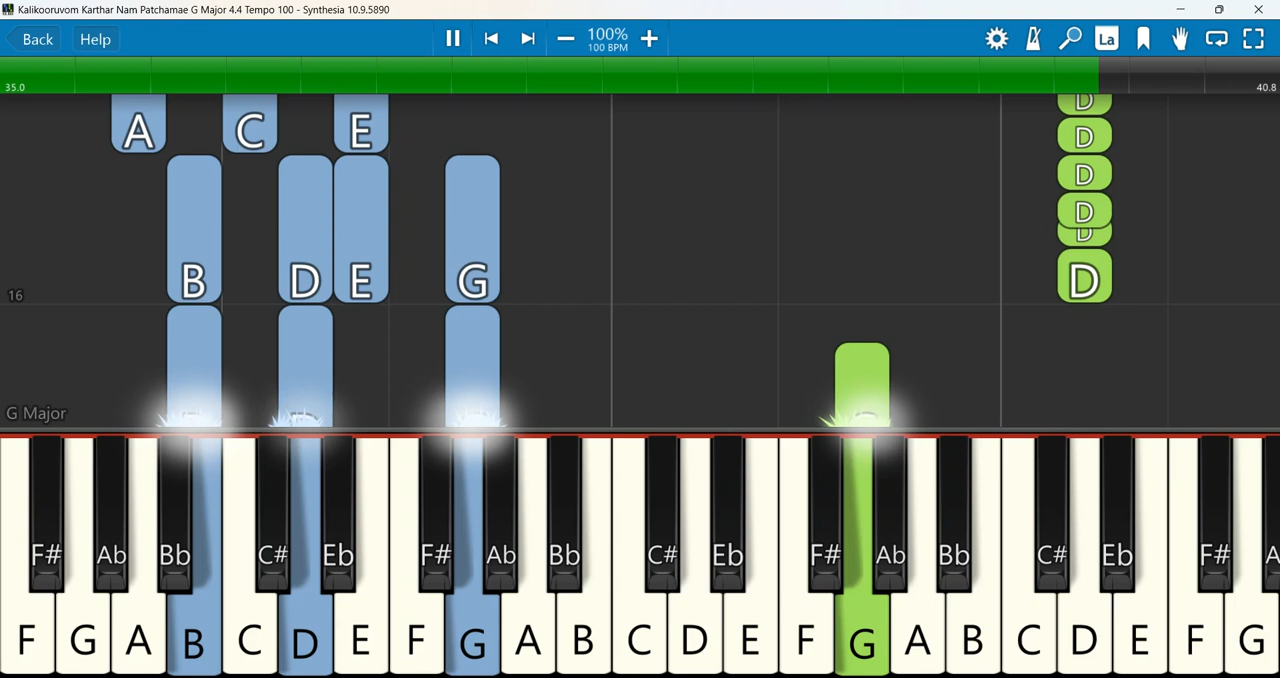 Kalikooruvom Karthar Nam Patchamae G Major 4.4 Tempo 100 - Synthesia 10.9.5890
Back Help 100% La
100 BPM
35.0 40.8
D
A C E D
D
D
D
B D E G D
16
G Major
F# Ab Bb C# Eb F# Ab Bb C# Eb F# Ab Bb C# Eb F# A
F G A B C D E F G A B C D E F G A B C D E F G